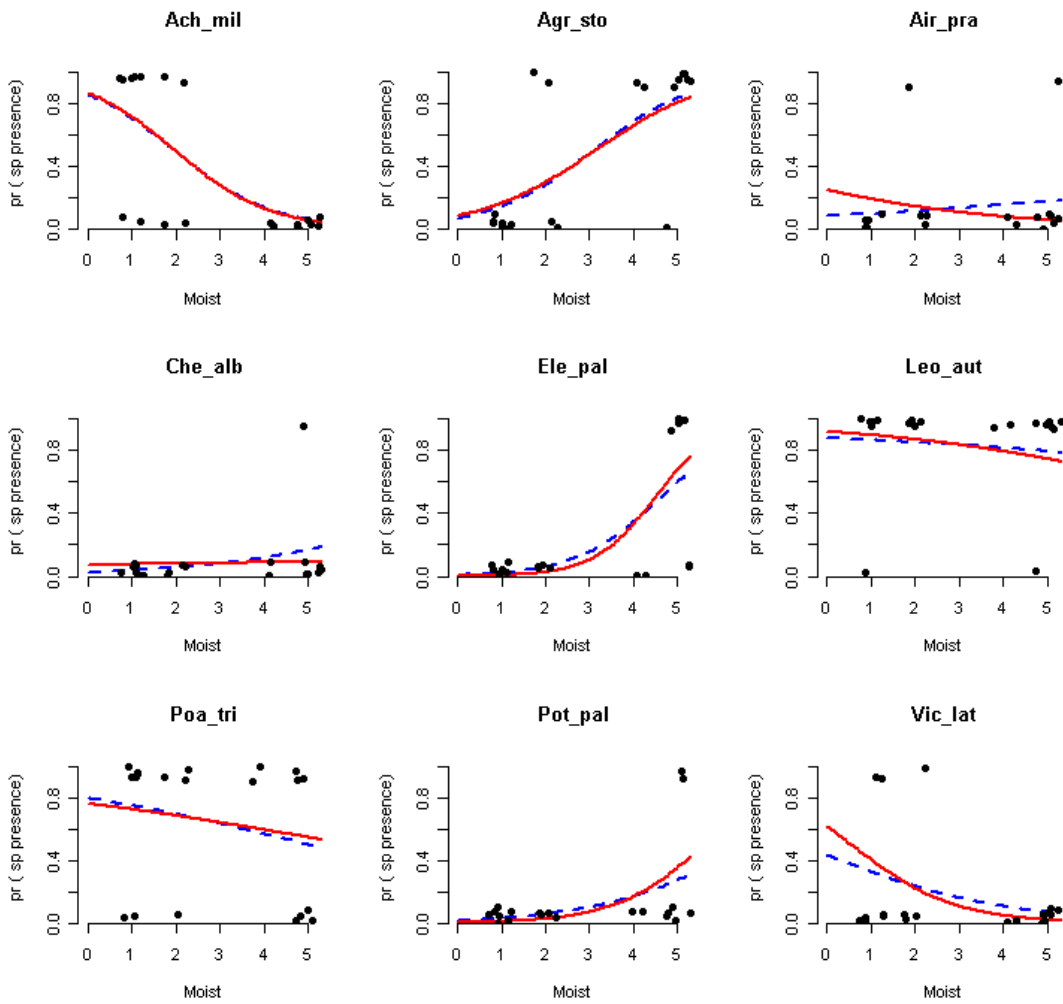 Ach_mil
Agr_sto
Air_pra
pr ( sp presence)
0.0 0.4 0.8
0 1 2 3 4 5
Moist
pr ( sp presence)
0.0 0.4 0.8
0 1 2 3 4 5
Moist
pr ( sp presence)
0.0 0.4 0.8
0 1 2 3 4 5
Moist
Che_alb
Ele_pal
Leo_aut
pr ( sp presence)
0.0 0.4 0.8
0 1 2 3 4 5
Moist
pr ( sp presence)
0.0 0.4 0.8
0 1 2 3 4 5
Moist
pr ( sp presence)
0.0 0.4 0.8
0 1 2 3 4 5
Moist
Poa_tri
Pot_pal
Vic_lat
pr ( sp presence)
0.0 0.4 0.8
0 1 2 3 4 5
Moist
pr ( sp presence)
0.0 0.4 0.8
0 1 2 3 4 5
Moist
pr ( sp presence)
0.0 0.4 0.8
0 1 2 3 4 5
Moist